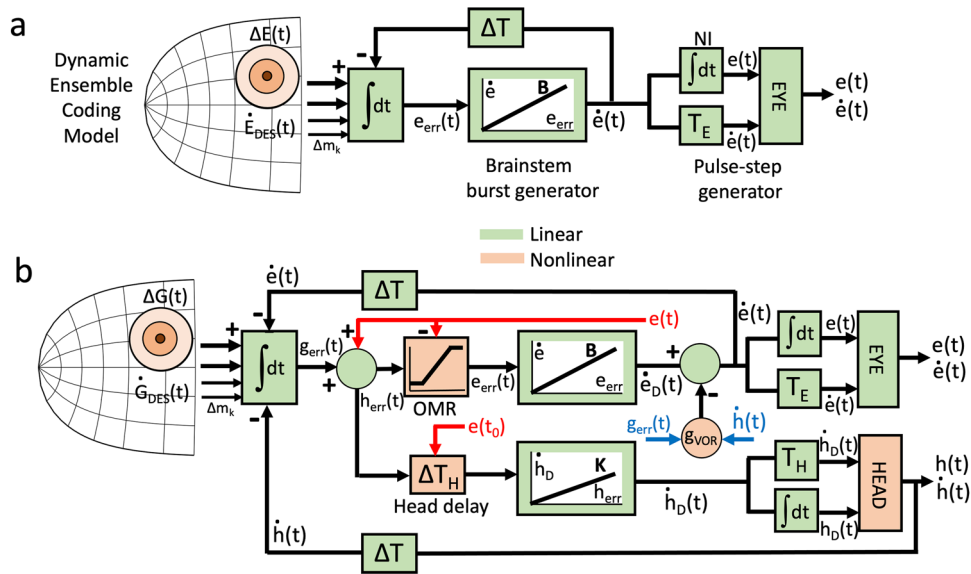 a
Dynamic
Ensemble
Coding
Model
ΔE(t)
Ė_DES(t)
+
-
Δm_k
∫dt
e_err(t)
ΔT
ė
B
e_err
Brainstem
burst generator
ė(t)
NI
∫dt
e(t)
T_E
ė(t)
Pulse-step
generator
EYE
e(t)
ė(t)
Linear
Nonlinear
b
ΔG(t)
Ġ_DES(t)
+
-
-
Δm_k
ė(t)
∫dt
g_err(t)
ΔT
+
+
h_err(t)
-
OMR
e(t)
e_err(t)
ė
B
e_err
ė_D(t)
+
-
g_err(t)
g_VOR
ḣ(t)
ė(t)
∫dt
e(t)
T_E
ė(t)
EYE
e(t)
ė(t)
e(t₀)
ΔT_H
Head delay
ḣ_D
K
h_err
ḣ_D(t)
T_H
ḣ_D(t)
∫dt
h_D(t)
HEAD
h(t)
ḣ(t)
ḣ(t)
ΔT